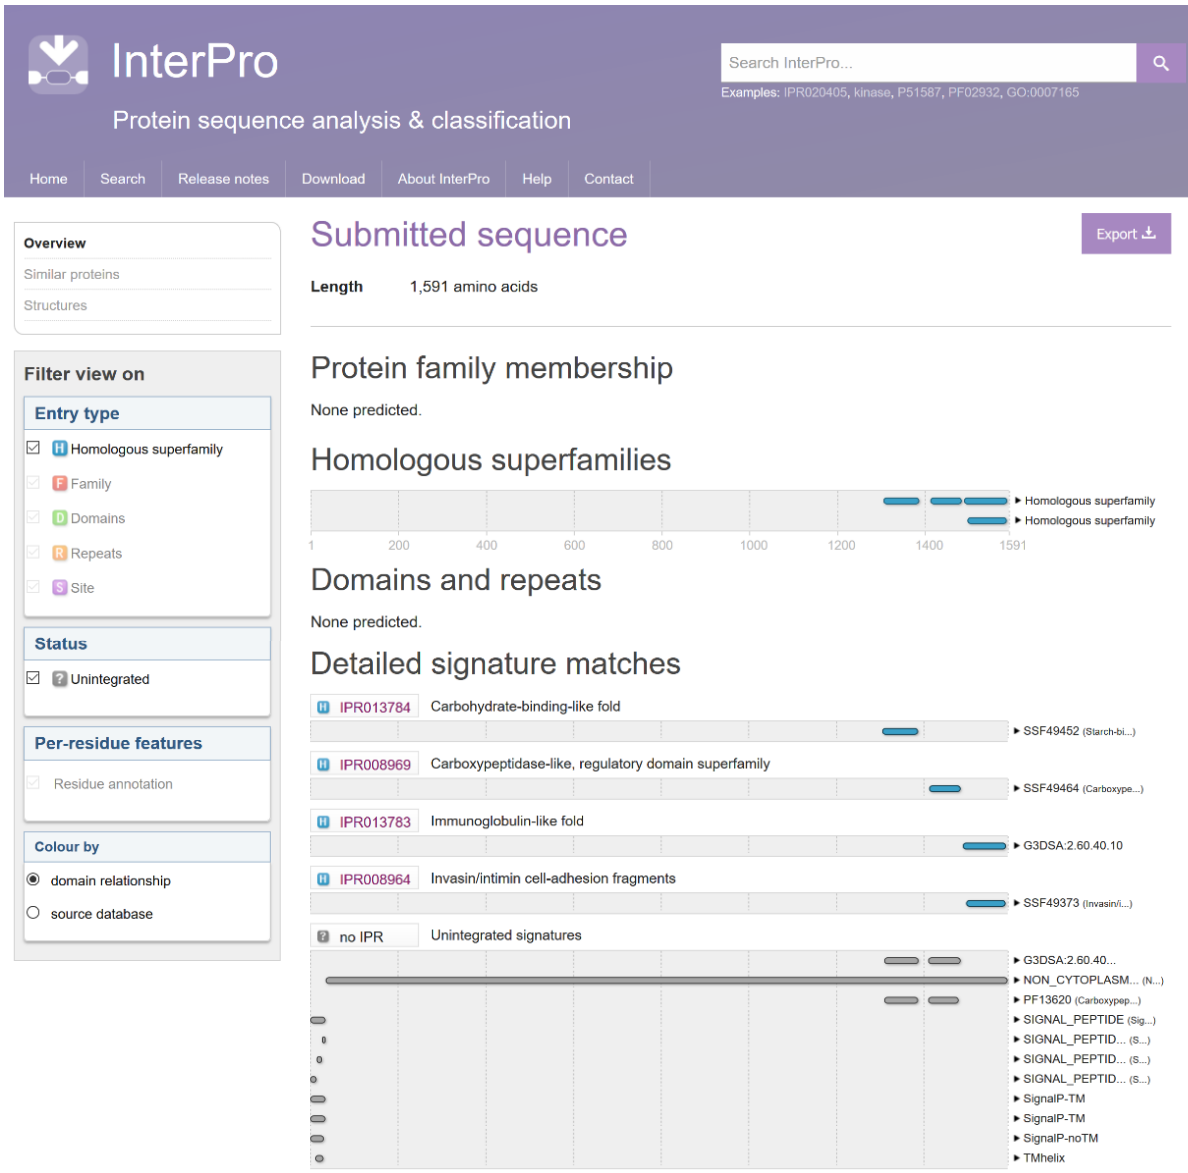 InterPro
Protein sequence analysis & classification
Search InterPro...
Examples: IPR020405, kinase, P51587, PF02932, GO:0007165
Home Search Release notes Download About InterPro Help Contact
Overview
Similar proteins
Structures
Filter view on
Entry type
H Homologous superfamily
F Family
D Domains
R Repeats
S Site
Status
? Unintegrated
Per-residue features
Residue annotation
Colour by
domain relationship
source database
Submitted sequence
Export
Length 1,591 amino acids
Protein family membership
None predicted.
Homologous superfamilies
Homologous superfamily
Homologous superfamily
1 200 400 600 800 1000 1200 1400 1591
Domains and repeats
None predicted.
Detailed signature matches
H IPR013784 Carbohydrate-binding-like fold
SSF49452 (Starch-bi...)
H IPR008969 Carboxypeptidase-like, regulatory domain superfamily
SSF49464 (Carboxype...)
H IPR013783 Immunoglobulin-like fold
G3DSA:2.60.40.10
H IPR008964 Invasin/intimin cell-adhesion fragments
SSF49373 (Invasin/i...)
? no IPR Unintegrated signatures
G3DSA:2.60.40...
NON_CYTOPLASM... (N...)
PF13620 (Carboxypep...)
SIGNAL_PEPTIDE (Sig...)
SIGNAL_PEPTID... (S...)
SIGNAL_PEPTID... (S...)
SIGNAL_PEPTID... (S...)
SignalP-TM
SignalP-TM
SignalP-noTM
TMhelix